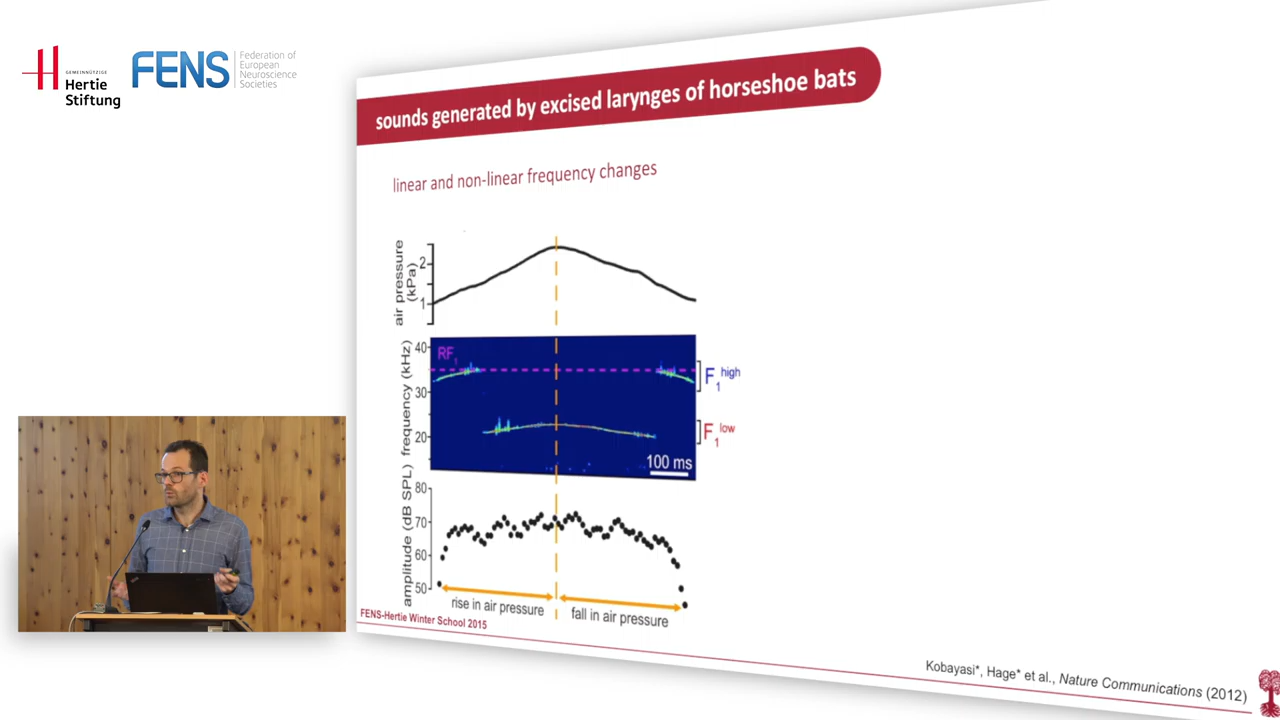 GEMEINNÜTZIGE
Hertie
Stiftung
FENS
Federation of
European
Neuroscience
Societies
sounds generated by excised larynges of horseshoe bats
linear and non-linear frequency changes
air pressure
(kPa)
2
1
frequency (kHz)
40
30
20
RF1
F1 high
F1 low
100 ms
amplitude (dB SPL)
80
70
60
50
rise in air pressure
fall in air pressure
FENS-Hertie Winter School 2015
Kobayasi*, Hage* et al., Nature Communications (2012)